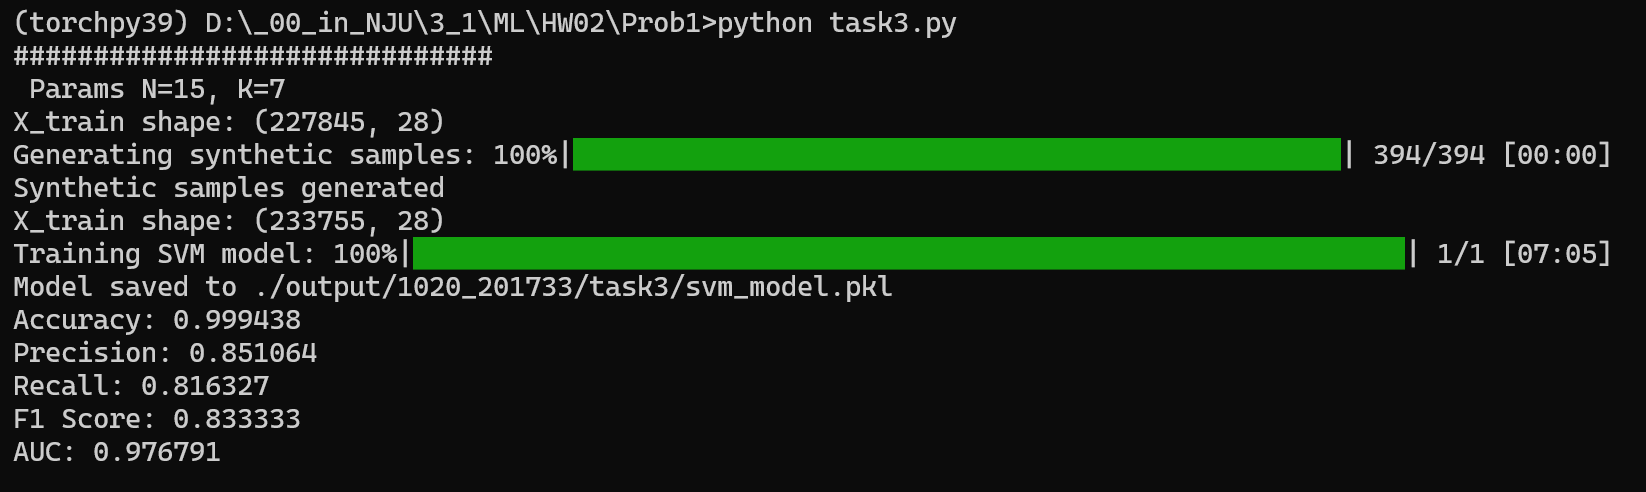 (torchpy39) D:\_00_in_NJU\3_1\ML\HW02\Prob1>python task3.py
##############################
 Params N=15, K=7
X_train shape: (227845, 28)
Generating synthetic samples: 100%|████████████████████████████████████████████████| 394/394 [00:00]
Synthetic samples generated
X_train shape: (233755, 28)
Training SVM model: 100%|██████████████████████████████████████████████████████████████| 1/1 [07:05]
Model saved to ./output/1020_201733/task3/svm_model.pkl
Accuracy: 0.999438
Precision: 0.851064
Recall: 0.816327
F1 Score: 0.833333
AUC: 0.976791